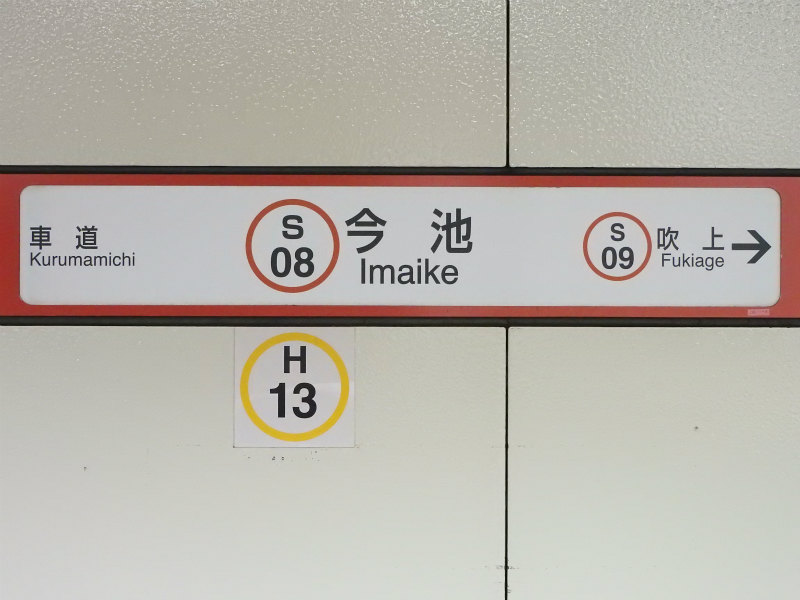 車道
Kurumamichi
S
08
今池
Imaike
S
09
吹上
Fukiage
→
H
13